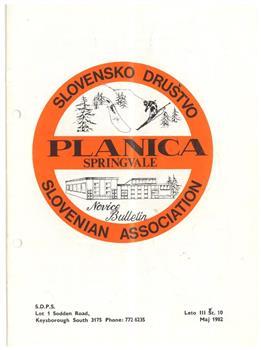 SLOVENSKO DRUŠTVO
PLANICA
SPRINGVALE
Novice
Bulletin
SLOVENIAN ASSOCIATION
S.D.P.S.
Lot 1 Sodden Road,
Keysborough South 3175 Phone: 772 6235
Leto III Št. 10
Maj 1982